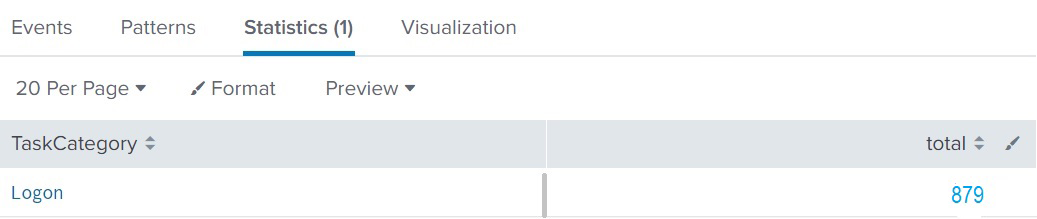 Events Patterns Statistics (1) Visualization
20 Per Page Format Preview
TaskCategory total
Logon 879